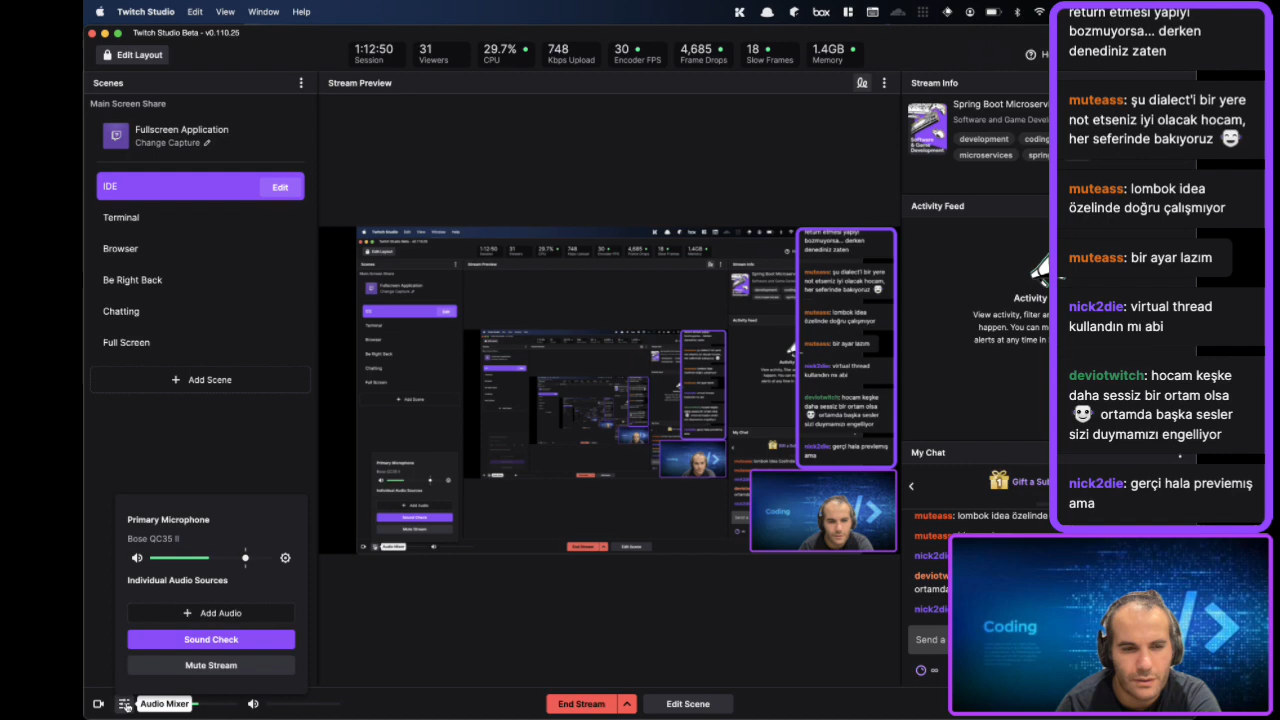 Twitch Studio Edit View Window Help
box
Twitch Studio Beta - v0.110.25
Edit Layout
1:12:50
Session
31
Viewers
29.7%
CPU
748
Kbps Upload
30
Encoder FPS
4,685
Frame Drops
18
Slow Frames
1.4GB
Memory
Scenes
Main Screen Share
Fullscreen Application
Change Capture
IDE
Edit
Terminal
Browser
Be Right Back
Chatting
Full Screen
Add Scene
Primary Microphone
Bose QC35 II
Individual Audio Sources
Add Audio
Sound Check
Mute Stream
Audio Mixer
Stream Preview
End Stream
Edit Scene
Stream Info
Spring Boot Microserv
Software and Game Devel
development
microservices
Activity Feed
View activity, filter
happen. You can m
alerts at any time in
My Chat
Gift a Sub
muteass: lombok idea özelinde
muteass:
ortamda
Send a
return etmesi yapıyı
bozmuyorsa... derken
denediniz zaten
muteass: şu dialect'i bir yere
not etseniz iyi olacak hocam,
her seferinde bakıyoruz
muteass: lombok idea
özelinde doğru çalışmıyor
muteass: bir ayar lazım
nick2die: virtual thread
kullandınmı abi
deviotwitch: hocam keşke
daha sessiz bir ortam olsa
ortamda başka sesler
sizi duymamızı engelliyor
nick2die: gerçi hala previewmış
ama
Coding